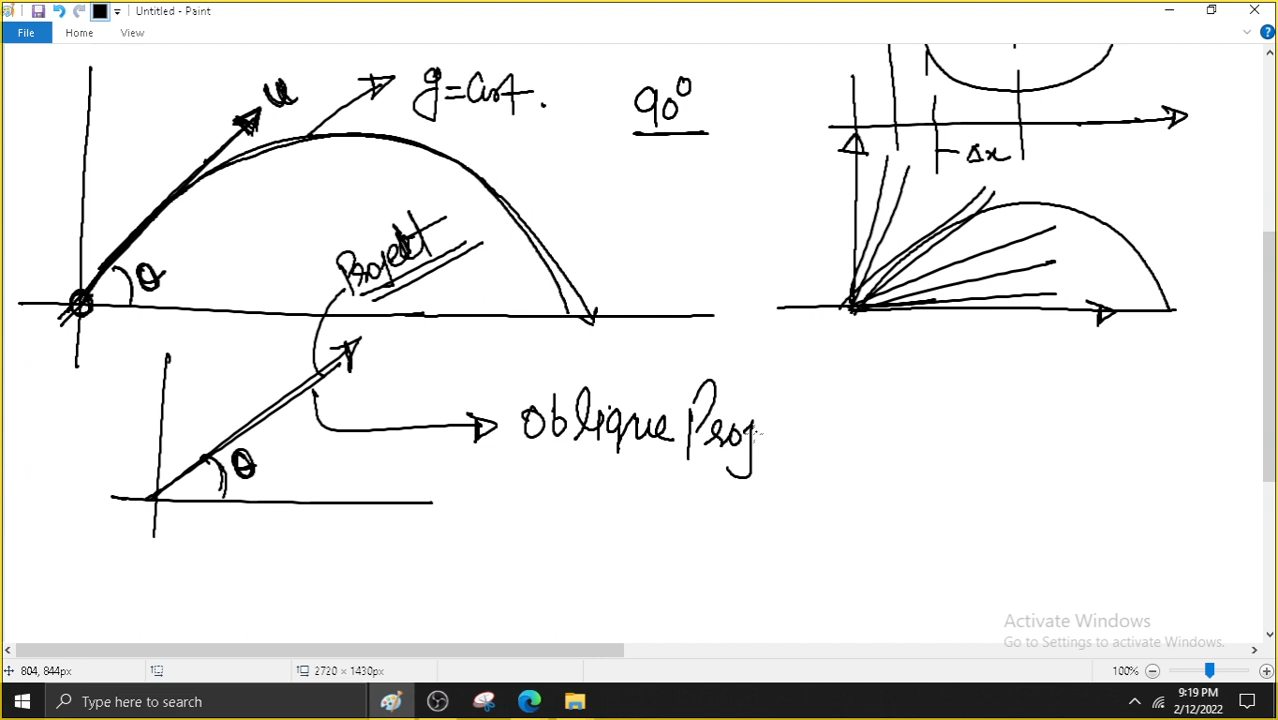 Untitled - Paint
File Home View
u
g = cost.
90°
Δx
θ
Project
θ
Oblique Proj
Activate Windows
Go to Settings to activate Windows.
804, 844px
2720 × 1430px
100%
Type here to search
9:19 PM
2/12/2022